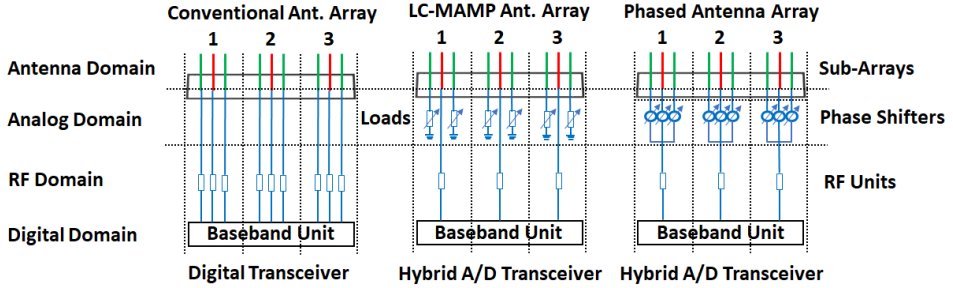 Conventional Ant. Array LC-MAMP Ant. Array Phased Antenna Array
1 2 3 1 2 3 1 2 3
Antenna Domain Sub-Arrays
Analog Domain Loads Phase Shifters
RF Domain RF Units
Digital Domain Baseband Unit Baseband Unit Baseband Unit
Digital Transceiver Hybrid A/D Transceiver Hybrid A/D Transceiver